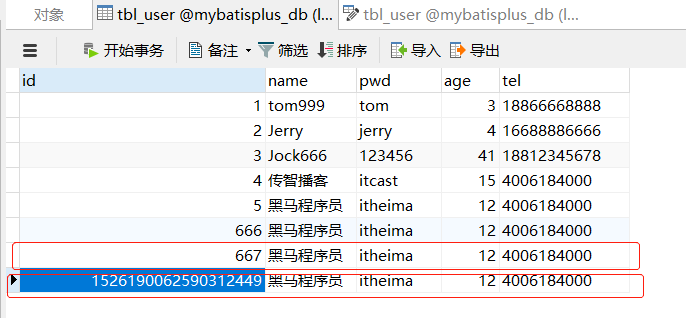 对象 tbl_user @mybatisplus_db (l... tbl_user @mybatisplus_db (l...
开始事务 备注 筛选 排序 导入 导出
id name pwd age tel
1 tom999 tom 3 18866668888
2 Jerry jerry 4 16688886666
3 Jock666 123456 41 18812345678
4 传智播客 itcast 15 4006184000
5 黑马程序员 itheima 12 4006184000
666 黑马程序员 itheima 12 4006184000
667 黑马程序员 itheima 12 4006184000
1526190062590312449 黑马程序员 itheima 12 4006184000